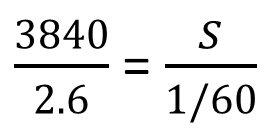 3840/2.6 = S/(1/60)